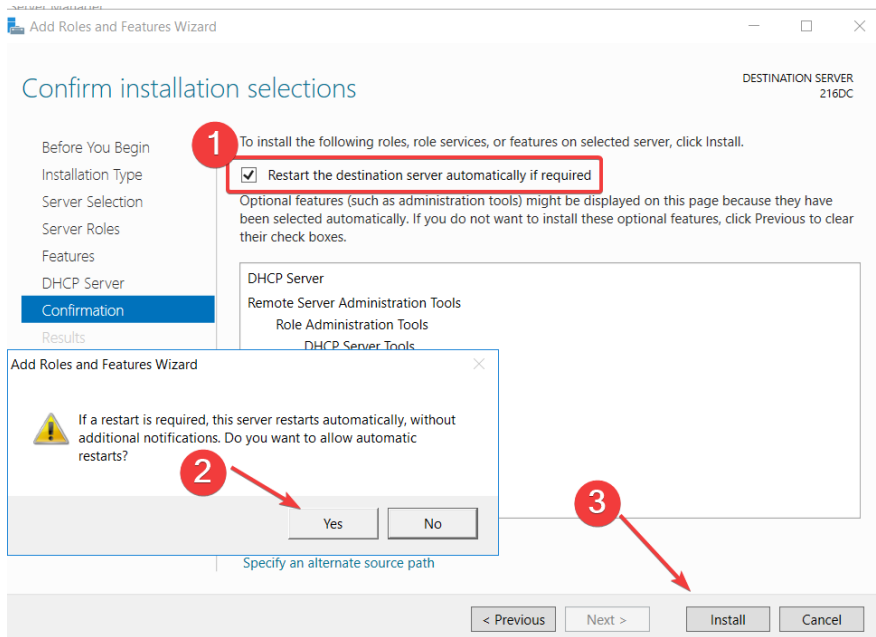 Server Manager
Add Roles and Features Wizard
Confirm installation selections
DESTINATION SERVER
216DC
Before You Begin
Installation Type
Server Selection
Server Roles
Features
DHCP Server
Confirmation
Results
1
To install the following roles, role services, or features on selected server, click Install.
Restart the destination server automatically if required
Optional features (such as administration tools) might be displayed on this page because they have
been selected automatically. If you do not want to install these optional features, click Previous to clear
their check boxes.
DHCP Server
Remote Server Administration Tools
Role Administration Tools
DHCP Server Tools
Add Roles and Features Wizard
If a restart is required, this server restarts automatically, without
additional notifications. Do you want to allow automatic
restarts?
2
Yes
No
3
Specify an alternate source path
< Previous
Next >
Install
Cancel